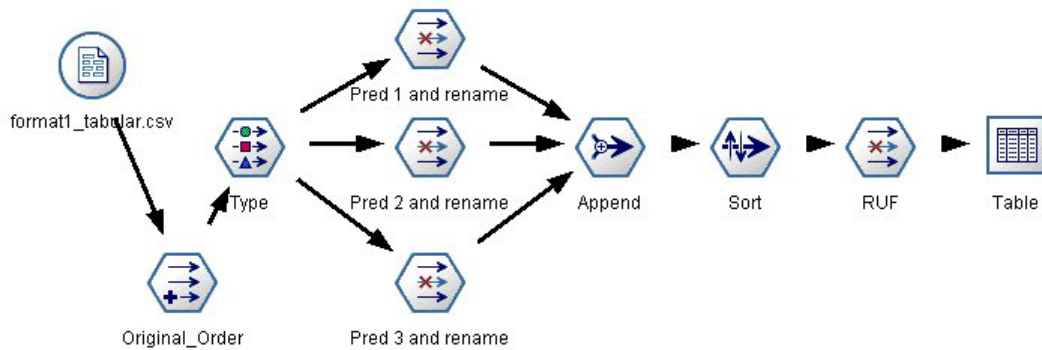 Pred 1 and rename
format1_tabular.csv
Type
Pred 2 and rename
Append
Sort
RUF
Table
Original_Order
Pred 3 and rename